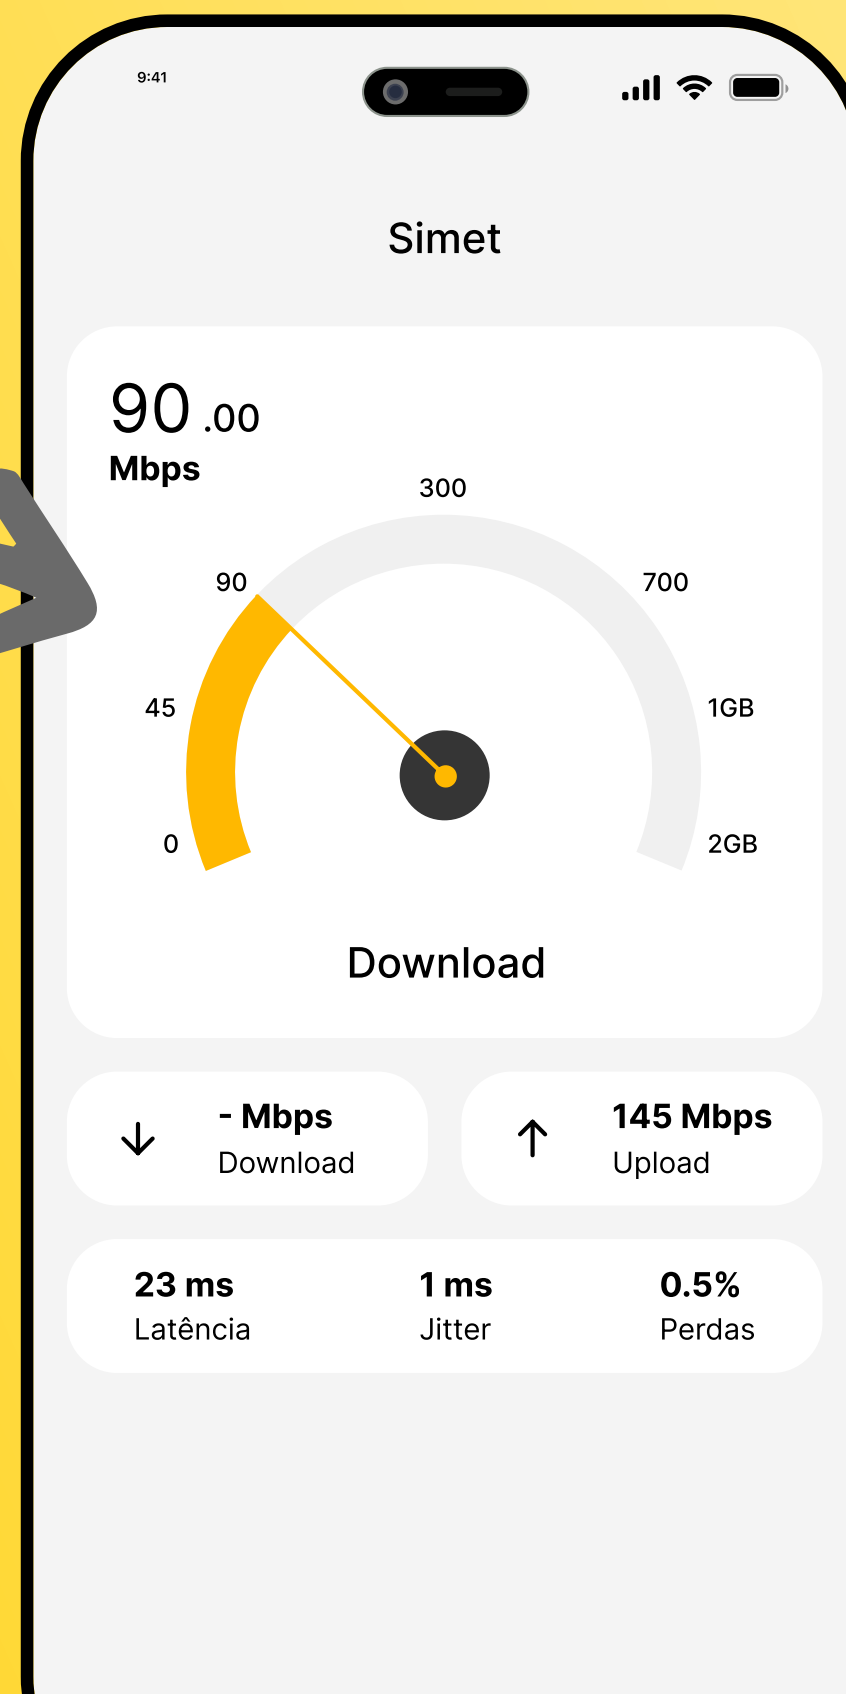 9:41
Simet
90 .00
Mbps
300
90
700
45
1GB
0
2GB
Download
- Mbps
Download
145 Mbps
Upload
23 ms
Latência
1 ms
Jitter
0.5%
Perdas